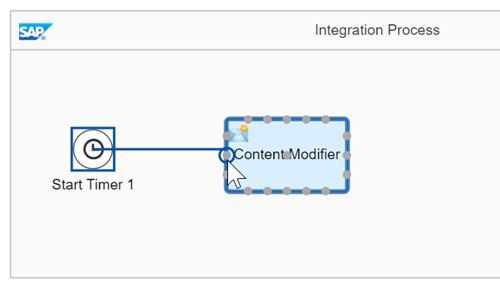 SAP
Integration Process
Content Modifier
Start Timer 1